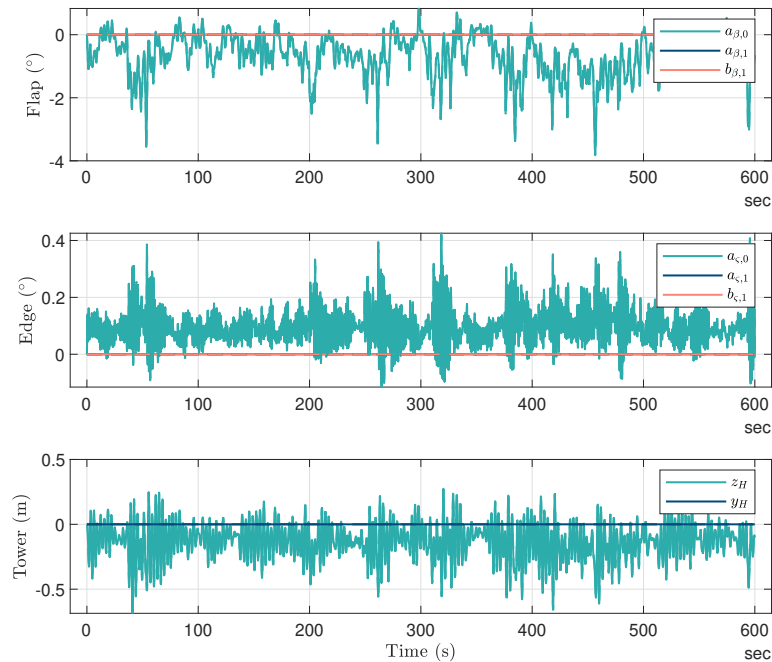 0
-2
-4
Flap (°)
a_{β,0}
a_{β,1}
b_{β,1}
0 100 200 300 400 500 600
sec
0.4
0.2
0
Edge (°)
a_{ς,0}
a_{ς,1}
b_{ς,1}
0 100 200 300 400 500 600
sec
0.5
0
-0.5
Tower (m)
z_H
y_H
0 100 200 300 400 500 600
Time (s)
sec